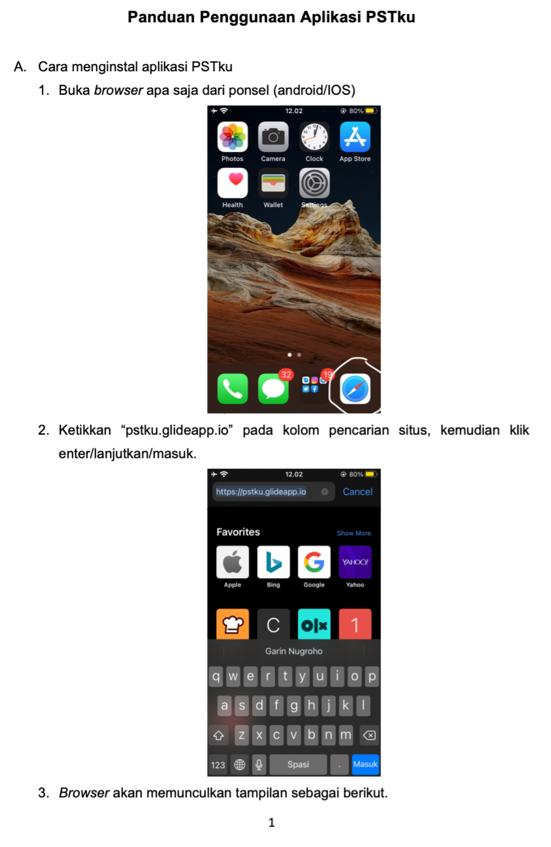 Panduan Penggunaan Aplikasi PSTku
A. Cara menginstal aplikasi PSTku
1. Buka browser apa saja dari ponsel (android/IOS)
12.02
80%
Photos
Camera
Clock
App Store
Health
Wallet
Settings
32
19
2. Ketikkan “pstku.glideapp.io” pada kolom pencarian situs, kemudian klik
enter/lanjutkan/masuk.
12.02
80%
https://pstku.glideapp.io
Cancel
Favorites
Show More
YAHOO!
Apple
Bing
Google
Yahoo
C
olx
1
Garin Nugroho
q w e r t y u i o p
a s d f g h j k l
z x c v b n m
123
Spasi
.
Masuk
3. Browser akan memunculkan tampilan sebagai berikut.
1